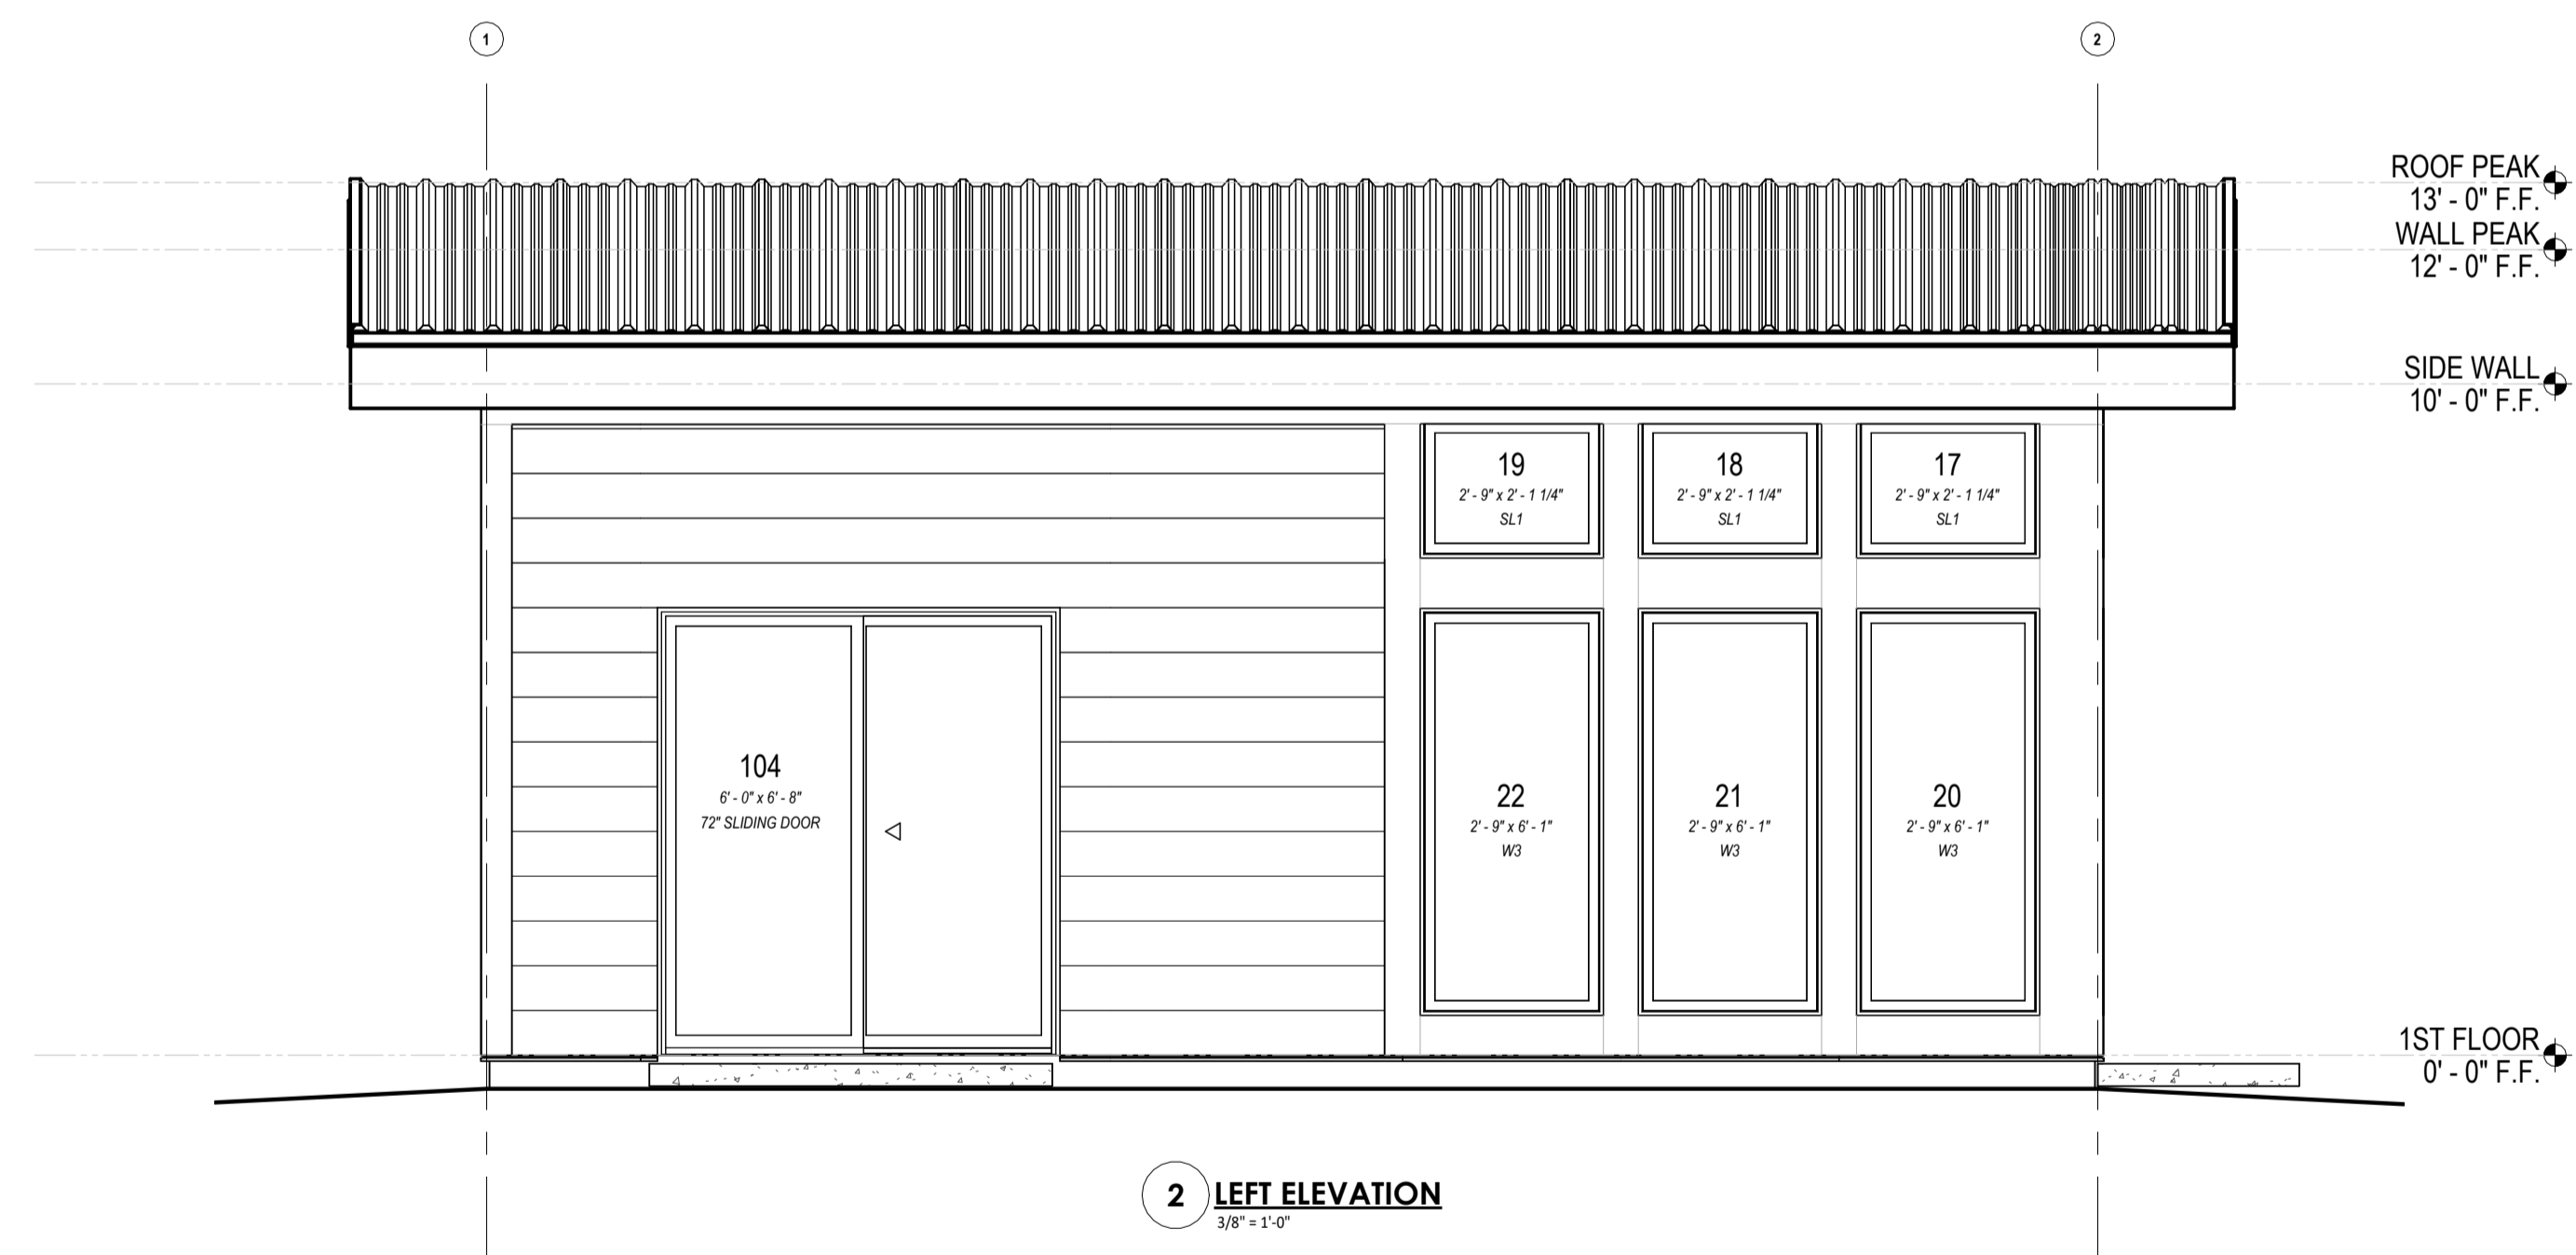 1
2
ROOF PEAK
13' - 0" F.F.
WALL PEAK
12' - 0" F.F.
SIDE WALL
10' - 0" F.F.
19
2' - 9" x 2' - 1 1/4"
SL1
18
2' - 9" x 2' - 1 1/4"
SL1
17
2' - 9" x 2' - 1 1/4"
SL1
104
6' - 0" x 6' - 8"
72" SLIDING DOOR
22
2' - 9" x 6' - 1"
W3
21
2' - 9" x 6' - 1"
W3
20
2' - 9" x 6' - 1"
W3
1ST FLOOR
0' - 0" F.F.
2 LEFT ELEVATION
3/8" = 1'-0"